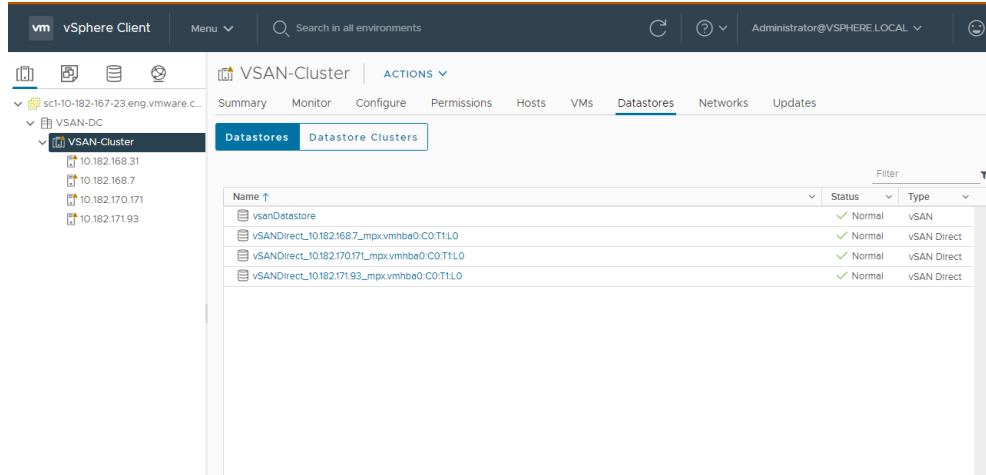 vm vSphere Client Menu Search in all environments Administrator@VSPHERE.LOCAL
VSAN-Cluster ACTIONS
sc1-10-182-167-23.eng.vmware.c...
VSAN-DC
VSAN-Cluster
10.182.168.31
10.182.168.7
10.182.170.171
10.182.171.93
Summary Monitor Configure Permissions Hosts VMs Datastores Networks Updates
Datastores Datastore Clusters
Filter
Name Status Type
vsanDatastore Normal vSAN
vSANDirect_10.182.168.7_mpx.vmhba0:C0:T1:L0 Normal vSAN Direct
vSANDirect_10.182.170.171_mpx.vmhba0:C0:T1:L0 Normal vSAN Direct
vSANDirect_10.182.171.93_mpx.vmhba0:C0:T1:L0 Normal vSAN Direct